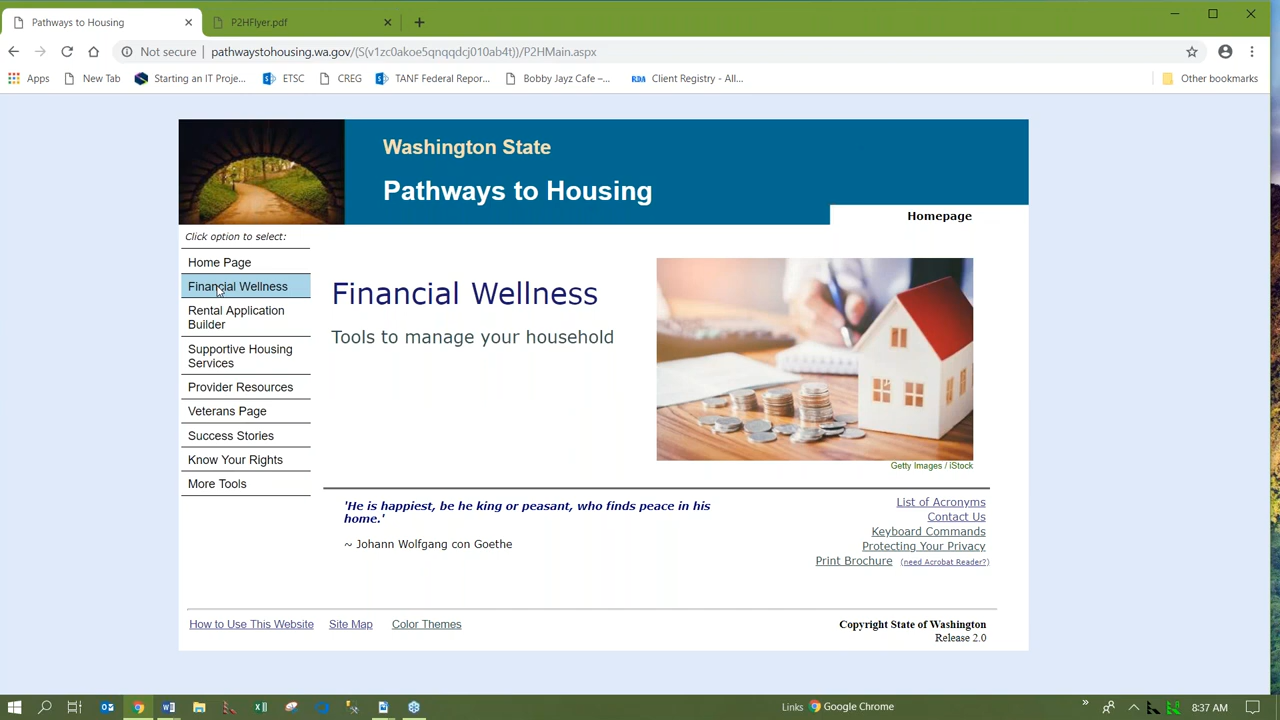 Pathways to Housing
P2HFlyer.pdf
Not secure pathwaystohousing.wa.gov/(S(v1zc0akoe5qnqqdcj010ab4t))/P2HMain.aspx
Apps New Tab Starting an IT Proje... ETSC CREG TANF Federal Repor... Bobby Jayz Cafe –... RDA Client Registry - All... Other bookmarks
Washington State
Pathways to Housing
Homepage
Click option to select:
Home Page
Financial Wellness
Rental Application
Builder
Supportive Housing
Services
Provider Resources
Veterans Page
Success Stories
Know Your Rights
More Tools
Financial Wellness
Tools to manage your household
Getty Images / iStock
'He is happiest, be he king or peasant, who finds peace in his
home.'
~ Johann Wolfgang con Goethe
List of Acronyms
Contact Us
Keyboard Commands
Protecting Your Privacy
Print Brochure (need Acrobat Reader?)
How to Use This Website Site Map Color Themes
Copyright State of Washington
Release 2.0
Links Google Chrome 8:37 AM